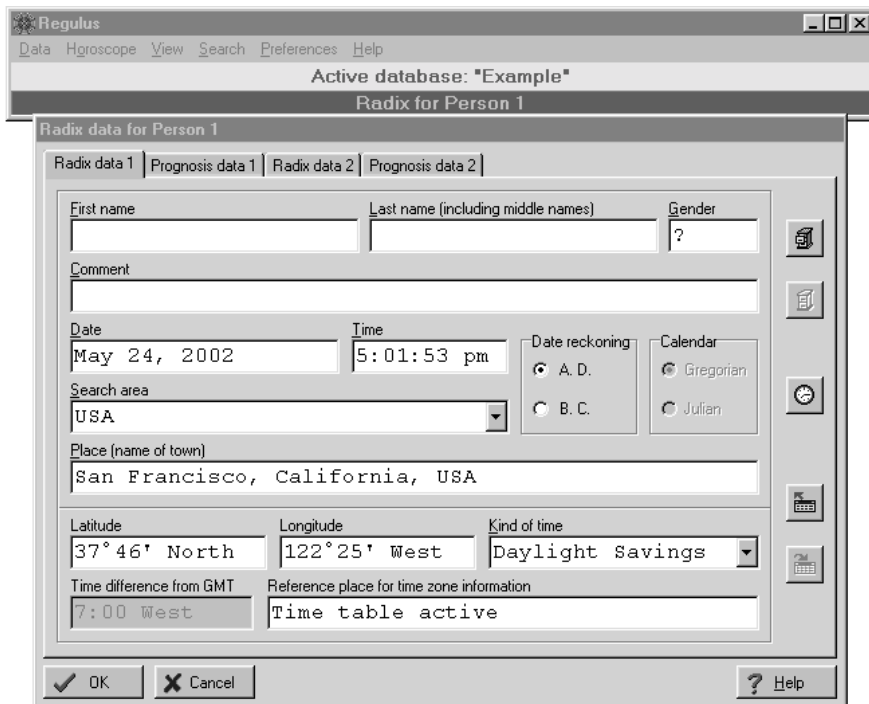 Regulus
Data Horoscope View Search Preferences Help
Active database: "Example"
Radix for Person 1
Radix data for Person 1
Radix data 1 Prognosis data 1 Radix data 2 Prognosis data 2
First name Last name (including middle names) Gender
?
Comment
Date Time Date reckoning Calendar
May 24, 2002 5:01:53 pm A. D. Gregorian
Search area
USA B. C. Julian
Place (name of town)
San Francisco, California, USA
Latitude Longitude Kind of time
37°46' North 122°25' West Daylight Savings
Time difference from GMT Reference place for time zone information
7:00 West Time table active
OK Cancel ? Help